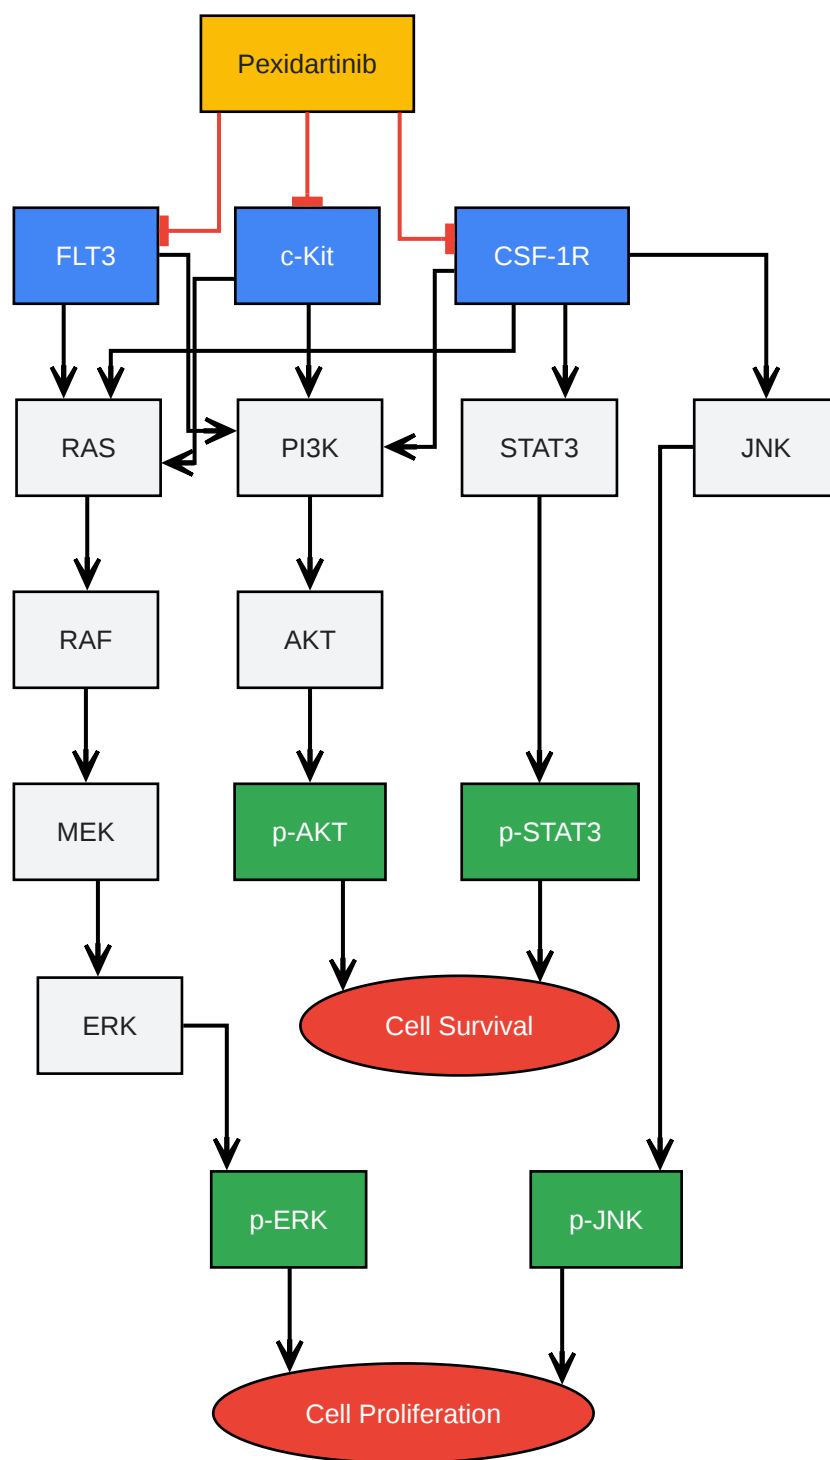 Pexidartinib
FLT3
c-Kit
CSF-1R
RAS
PI3K
STAT3
JNK
RAF
AKT
MEK
p-AKT
p-STAT3
ERK
Cell Survival
p-ERK
p-JNK
Cell Proliferation